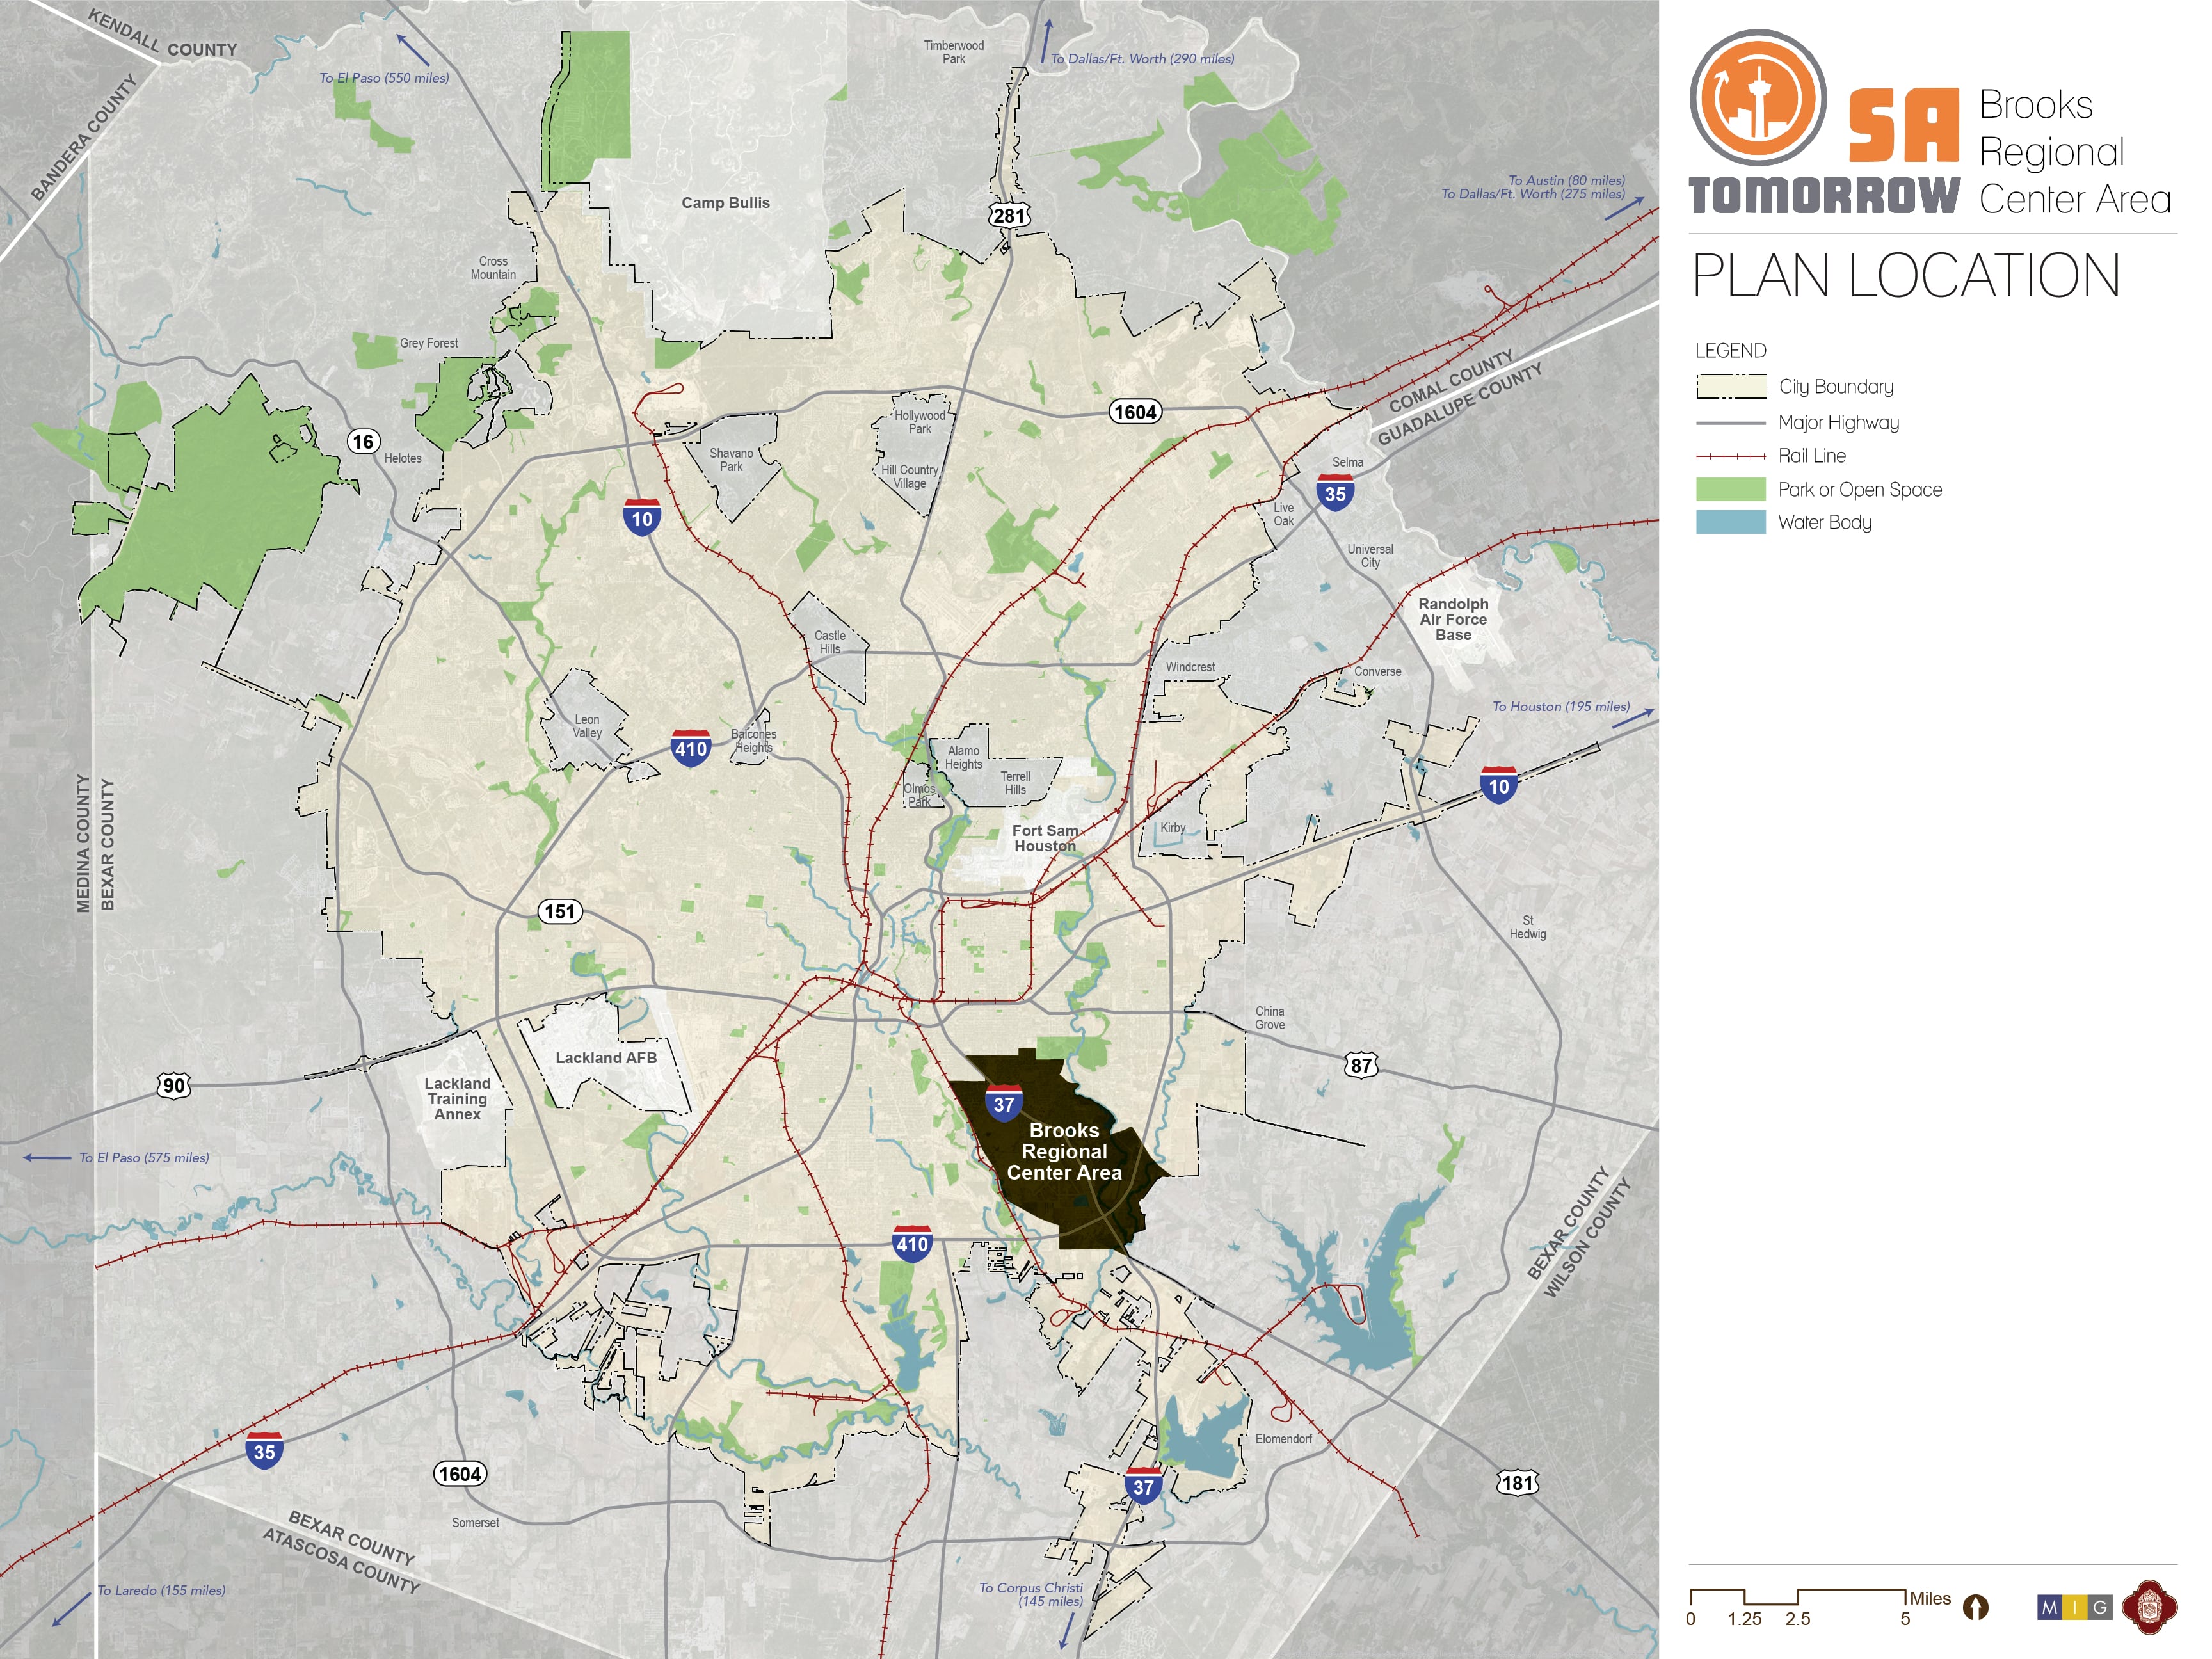 KENDALL COUNTY
BANDERA COUNTY
To El Paso (550 miles)
Timberwood
Park
To Dallas/Ft. Worth (290 miles)
To Austin (80 miles)
To Dallas/Ft. Worth (275 miles)
Camp Bullis
281
Cross
Mountain
Grey Forest
COMAL COUNTY
GUADALUPE COUNTY
1604
Hollywood
Park
16
Helotes
Shavano
Park
Hill Country
Village
Selma
35
10
Live
Oak
Universal
City
Randolph
Air Force
Base
Castle
Hills
Windcrest
Converse
To Houston (195 miles)
Leon
Valley
410
Balcones
Heights
Alamo
Heights
Terrell
Hills
Olmos
Park
10
MEDINA COUNTY
BEXAR COUNTY
Fort Sam
Houston
Kirby
151
St
Hedwig
China
Grove
Lackland AFB
87
90
Lackland
Training
Annex
37
Brooks
Regional
Center Area
To El Paso (575 miles)
BEXAR COUNTY
WILSON COUNTY
410
35
1604
Elomendorf
37
181
Somerset
BEXAR COUNTY
ATASCOSA COUNTY
To Laredo (155 miles)
To Corpus Christi
(145 miles)
SA
TOMORROW
Brooks
Regional
Center Area
PLAN LOCATION
LEGEND
City Boundary
Major Highway
Rail Line
Park or Open Space
Water Body
Miles
0 1.25 2.5 5
M I G